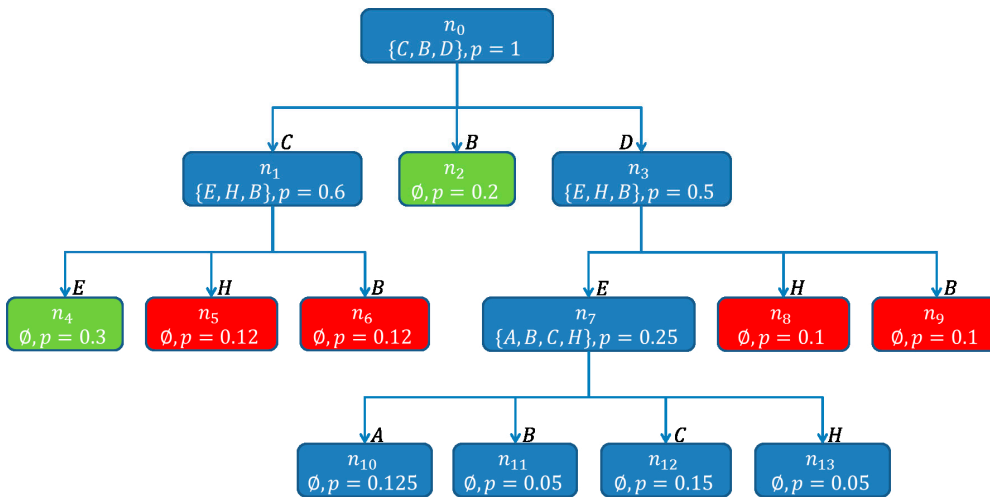 n₀
{C, B, D}, p = 1
C
B
D
n₁
{E, H, B}, p = 0.6
n₂
∅, p = 0.2
n₃
{E, H, B}, p = 0.5
E
H
B
E
H
B
n₄
∅, p = 0.3
n₅
∅, p = 0.12
n₆
∅, p = 0.12
n₇
{A, B, C, H}, p = 0.25
n₈
∅, p = 0.1
n₉
∅, p = 0.1
A
B
C
H
n₁₀
∅, p = 0.125
n₁₁
∅, p = 0.05
n₁₂
∅, p = 0.15
n₁₃
∅, p = 0.05